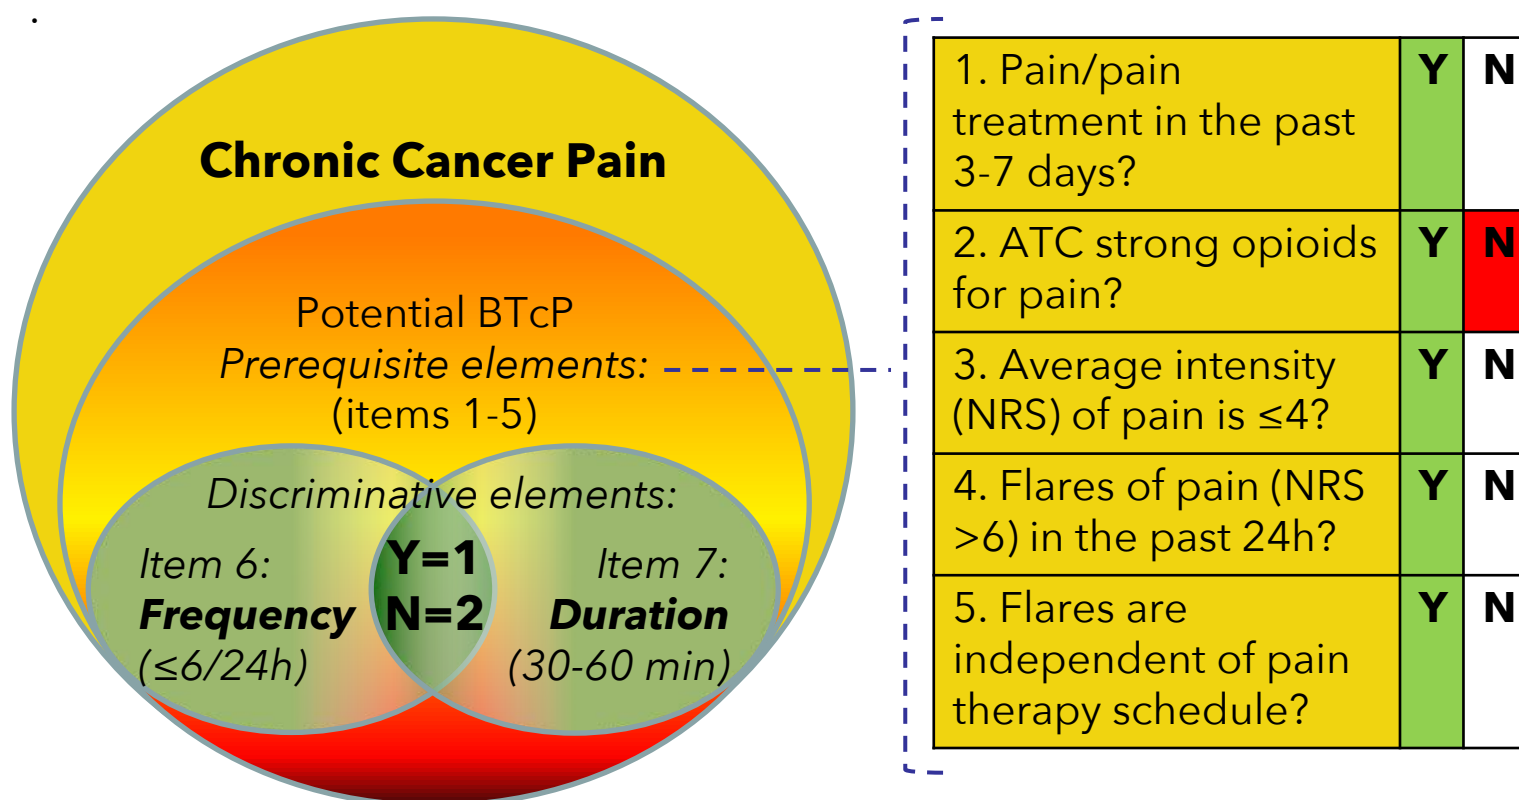 .
Chronic Cancer Pain
Potential BTcP
Prerequisite elements:
(items 1-5)
Discriminative elements:
Item 6:
Frequency
(≤6/24h)
Y=1
N=2
Item 7:
Duration
(30-60 min)
1. Pain/pain
treatment in the past
3-7 days?
Y N
2. ATC strong opioids
for pain?
Y N
3. Average intensity
(NRS) of pain is ≤4?
Y N
4. Flares of pain (NRS
>6) in the past 24h?
Y N
5. Flares are
independent of pain
therapy schedule?
Y N